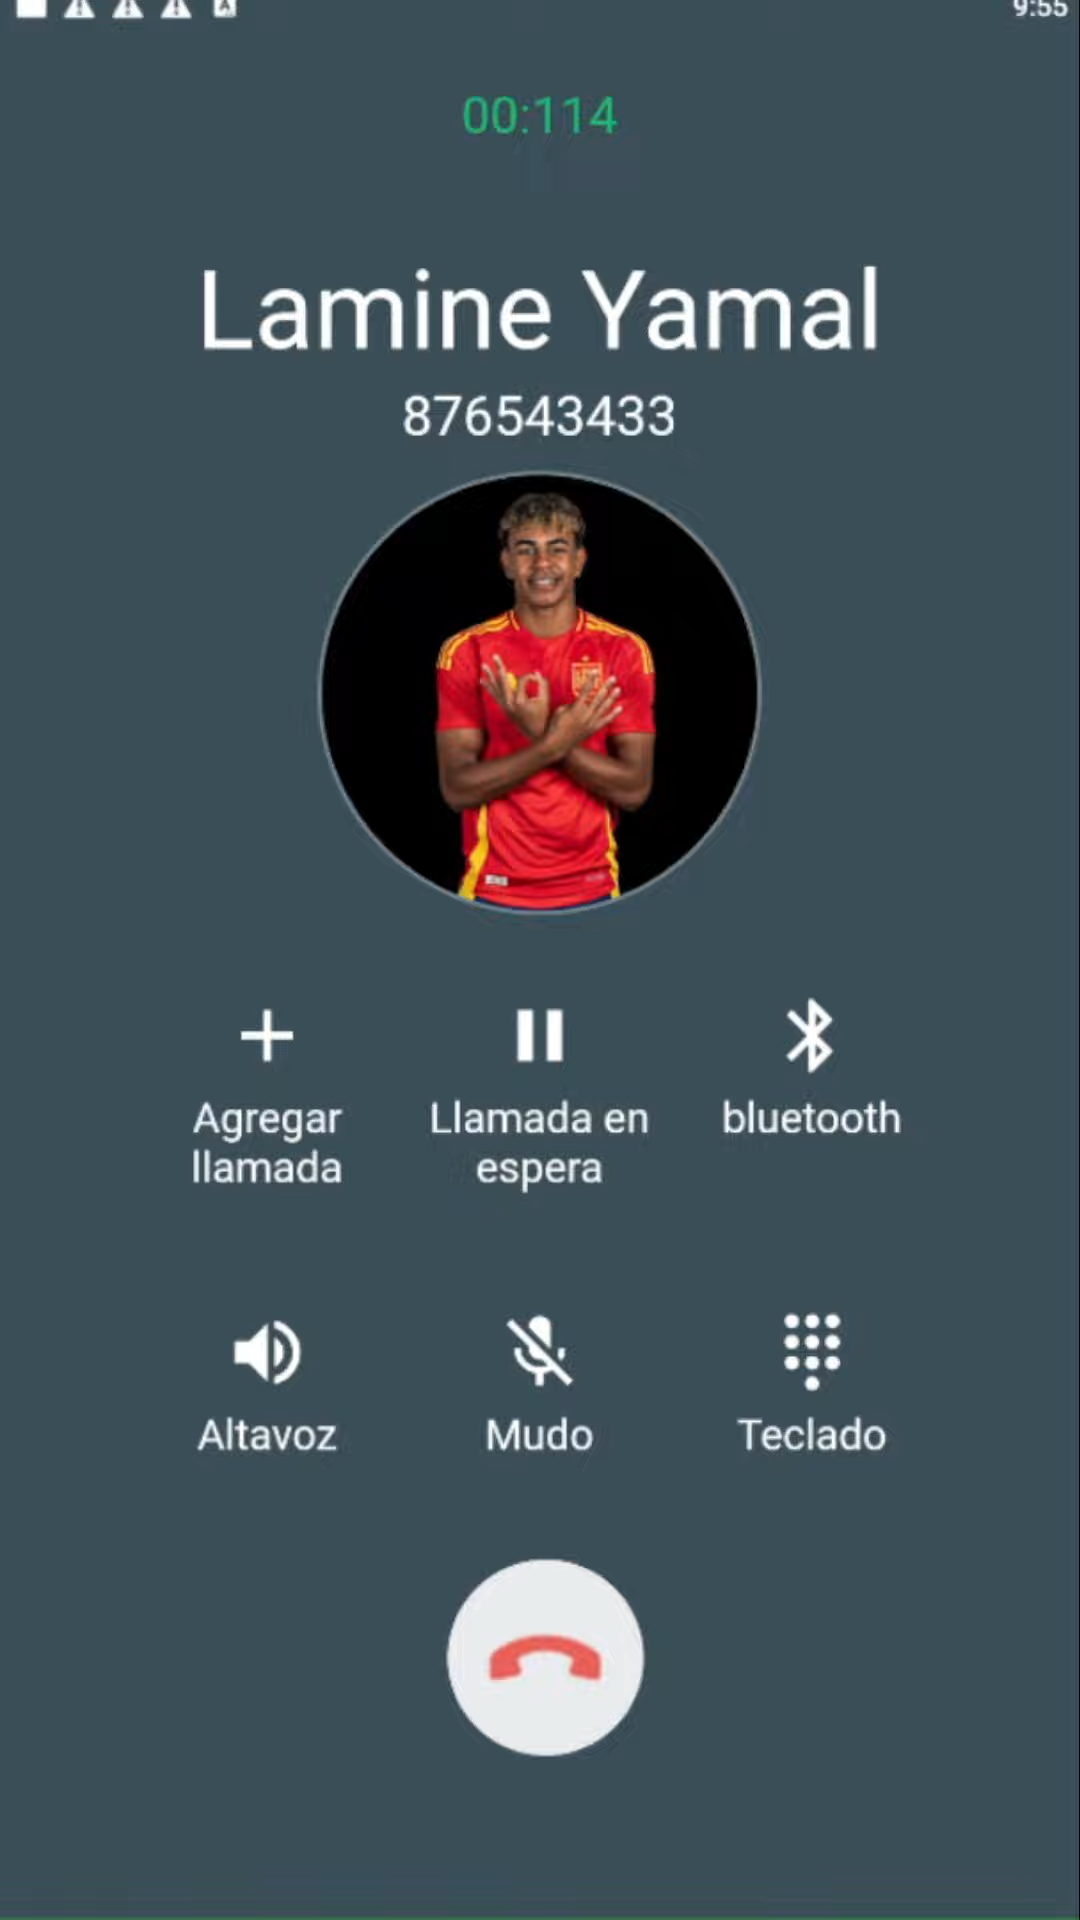 9:55
00:114
Lamine Yamal
876543433
Agregar
llamada
Llamada en
espera
bluetooth
Altavoz
Mudo
Teclado